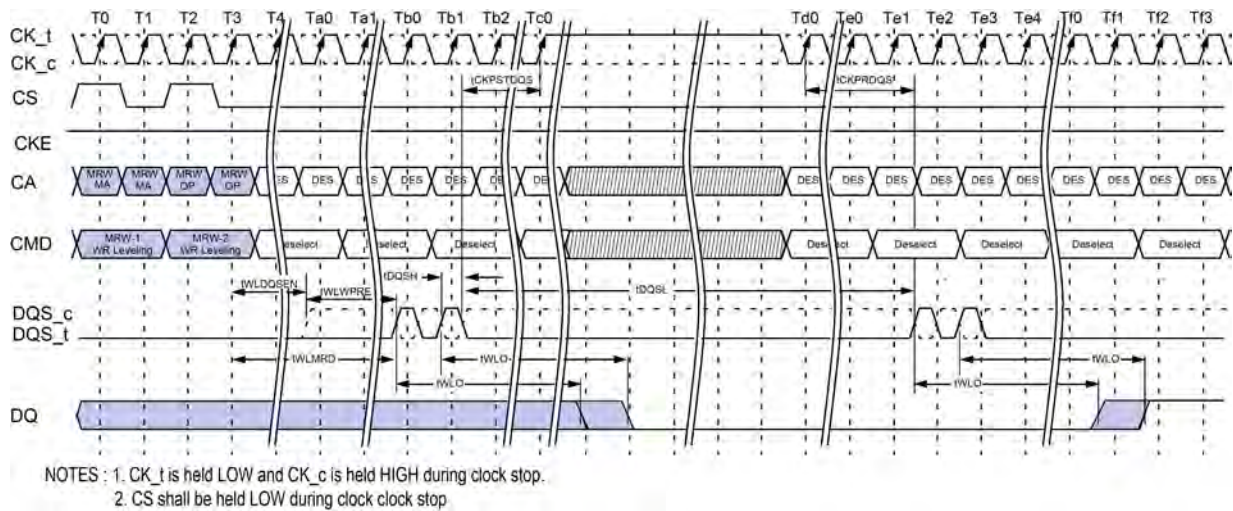 T0 T1 T2 T3 T4 Ta0 Ta1 Tb0 Tb1 Tb2 Tc0 Td0 Te0 Te1 Te2 Te3 Te4 Tf0 Tf1 Tf2 Tf3
CK_t
CK_c
tCKPSTDQS tCKPRDQS
CS
CKE
CA
MRW MRW MRW MRW
MA MA OP OP
DES DES DES DES DES DES DES DES DES DES DES DES DES DES DES DES DES
CMD
MRW-1 MRW-2
WR Leveling WR Leveling
Deselect Deselect Deselect Deselect Deselect Deselect Deselect Deselect
tWLDQSEN tDQSH
tWLWPRE tDQSL
DQS_c
DQS_t
tWLMRD tWLO tWLO
tWLO tWLO
DQ
NOTES : 1. CK_t is held LOW and CK_c is held HIGH during clock stop.
2. CS shall be held LOW during clock clock stop